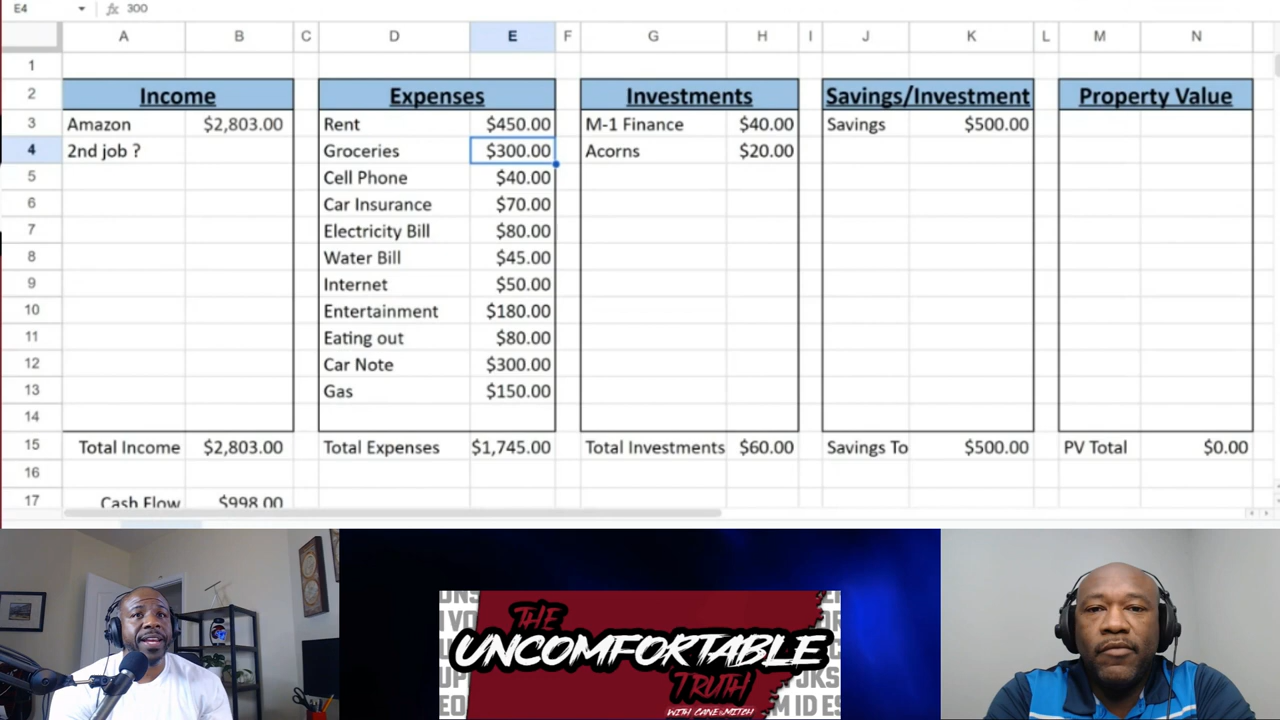 E4 fx 300
A B C D E F G H I J K L M N
1
2 Income Expenses Investments Savings/Investment Property Value
3 Amazon $2,803.00 Rent $450.00 M-1 Finance $40.00 Savings $500.00
4 2nd job ? Groceries $300.00 Acorns $20.00
5 Cell Phone $40.00
6 Car Insurance $70.00
7 Electricity Bill $80.00
8 Water Bill $45.00
9 Internet $50.00
10 Entertainment $180.00
11 Eating out $80.00
12 Car Note $300.00
13 Gas $150.00
14
15 Total Income $2,803.00 Total Expenses $1,745.00 Total Investments $60.00 Savings To $500.00 PV Total $0.00
16
17 Cash Flow $998.00
THE
UNCOMFORTABLE
TRUTH
WITH CANE & MITCH